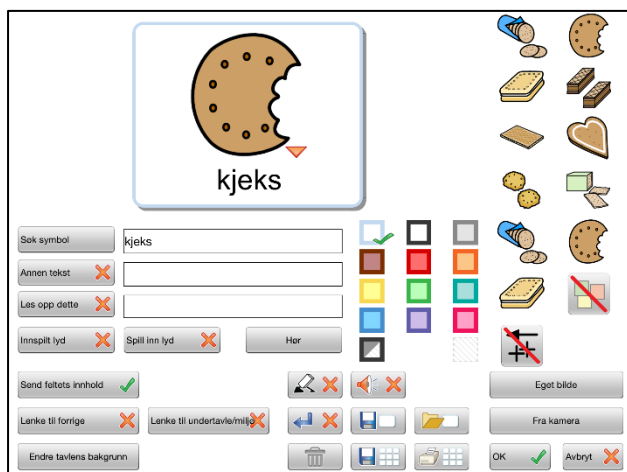 kjeks
Søk symbol
kjeks
Annen tekst
Les opp dette
Innspilt lyd
Spill inn lyd
Hør
Send feltets innhold
Eget bilde
Lenke til forrige
Lenke til undertavle/miljø
Fra kamera
Endre tavlens bakgrunn
OK
Avbryt